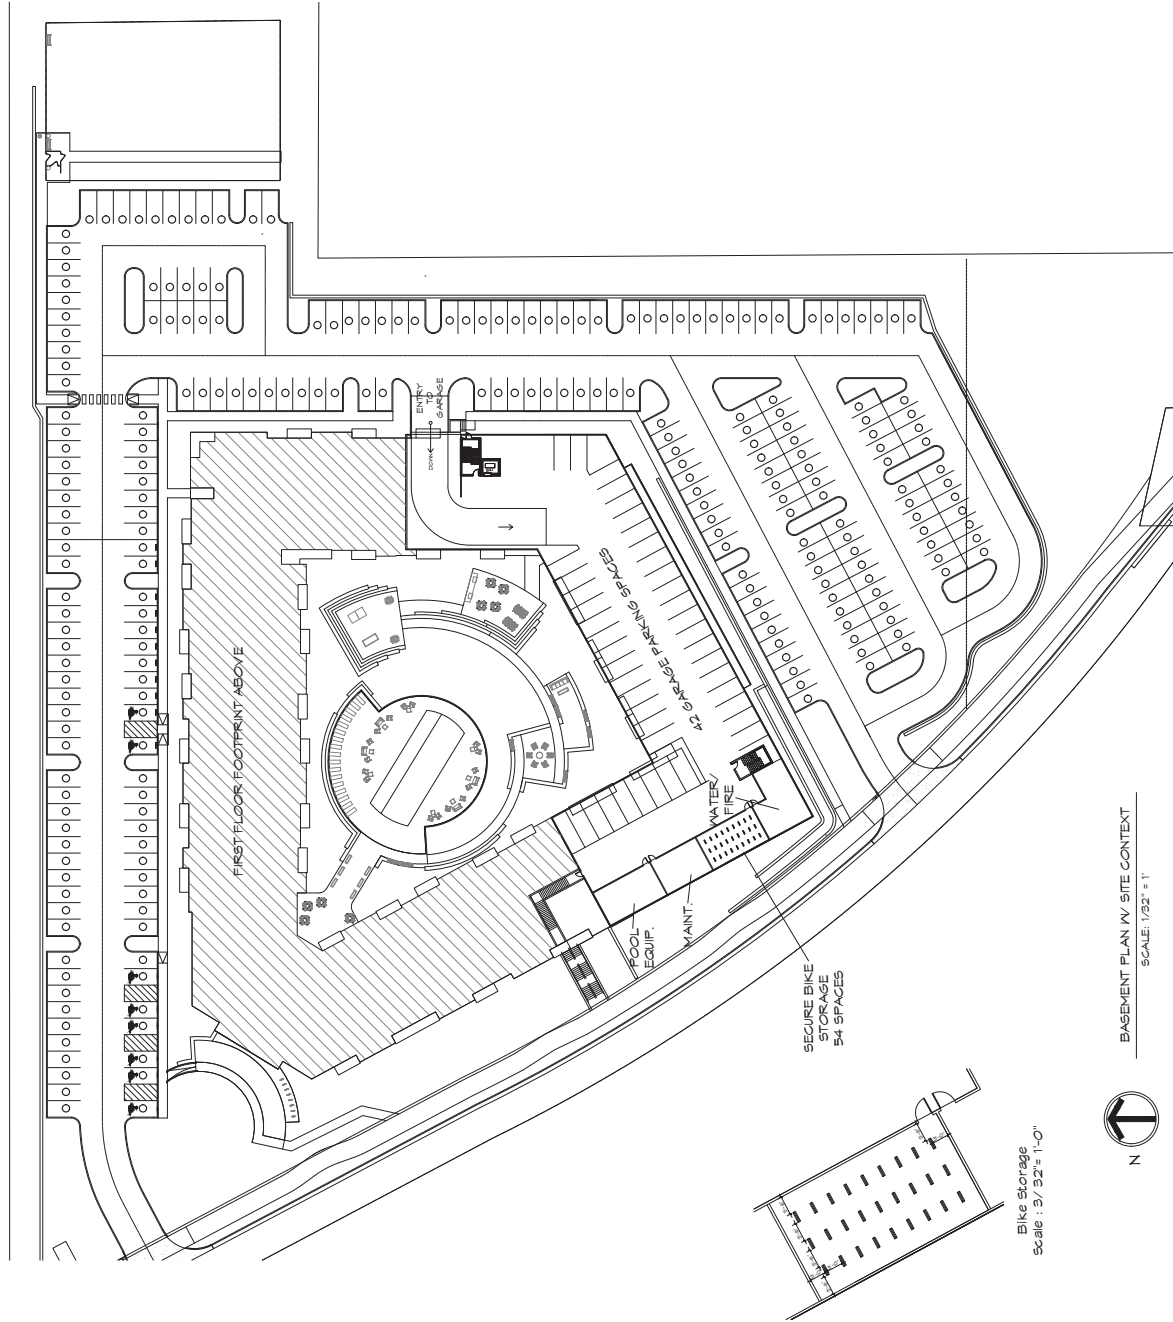 ENTRY
TO
GARAGE
DOWN
42 GARAGE PARKING SPACES
FIRST FLOOR FOOTPRINT ABOVE
WATER/
FIRE
POOL
EQUIP.
MAINT.
SECURE BIKE
STORAGE
54 SPACES
BASEMENT PLAN W/ SITE CONTEXT
SCALE: 1/32" = 1'
N
Bike Storage
Scale : 3/ 32"= 1'-0"